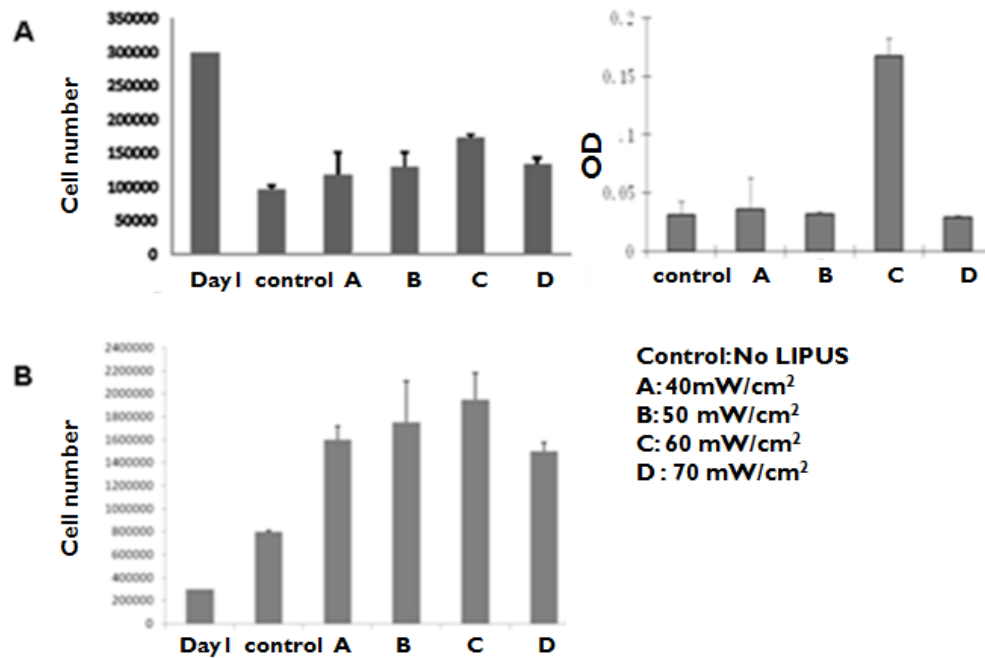 A
Cell number
350000
300000
250000
200000
150000
100000
50000
0
Day1 control A B C D
OD
0.2
0.15
0.1
0.05
0
control A B C D
B
Cell number
2400000
2200000
2000000
1800000
1600000
1400000
1200000
1000000
800000
600000
400000
200000
0
Day1 control A B C D
Control:No LIPUS
A:40mW/cm²
B:50 mW/cm²
C:60 mW/cm²
D: 70 mW/cm²